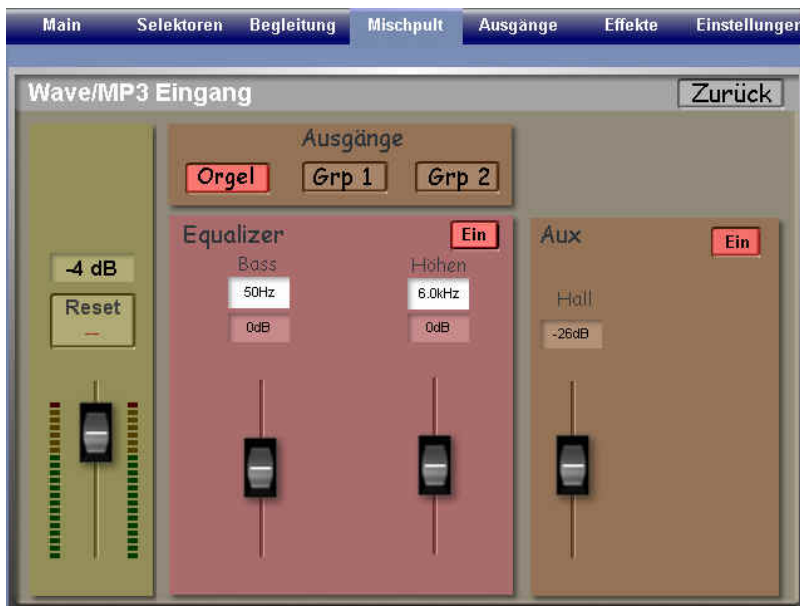 Main Selektoren Begleitung Mischpult Ausgänge Effekte Einstellungen
Wave/MP3 Eingang Zurück
Ausgänge
Orgel Grp 1 Grp 2
-4 dB
Reset
--
Equalizer Ein
Bass Höhen
50Hz 6.0kHz
0dB 0dB
Aux Ein
Hall
-26dB